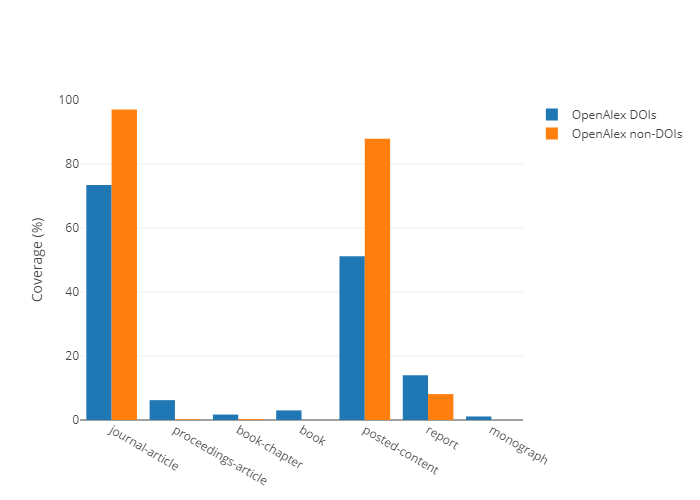 100
80
60
40
20
0
Coverage (%)
journal-article
proceedings-article
book-chapter
book
posted-content
report
monograph
OpenAlex DOIs
OpenAlex non-DOIs